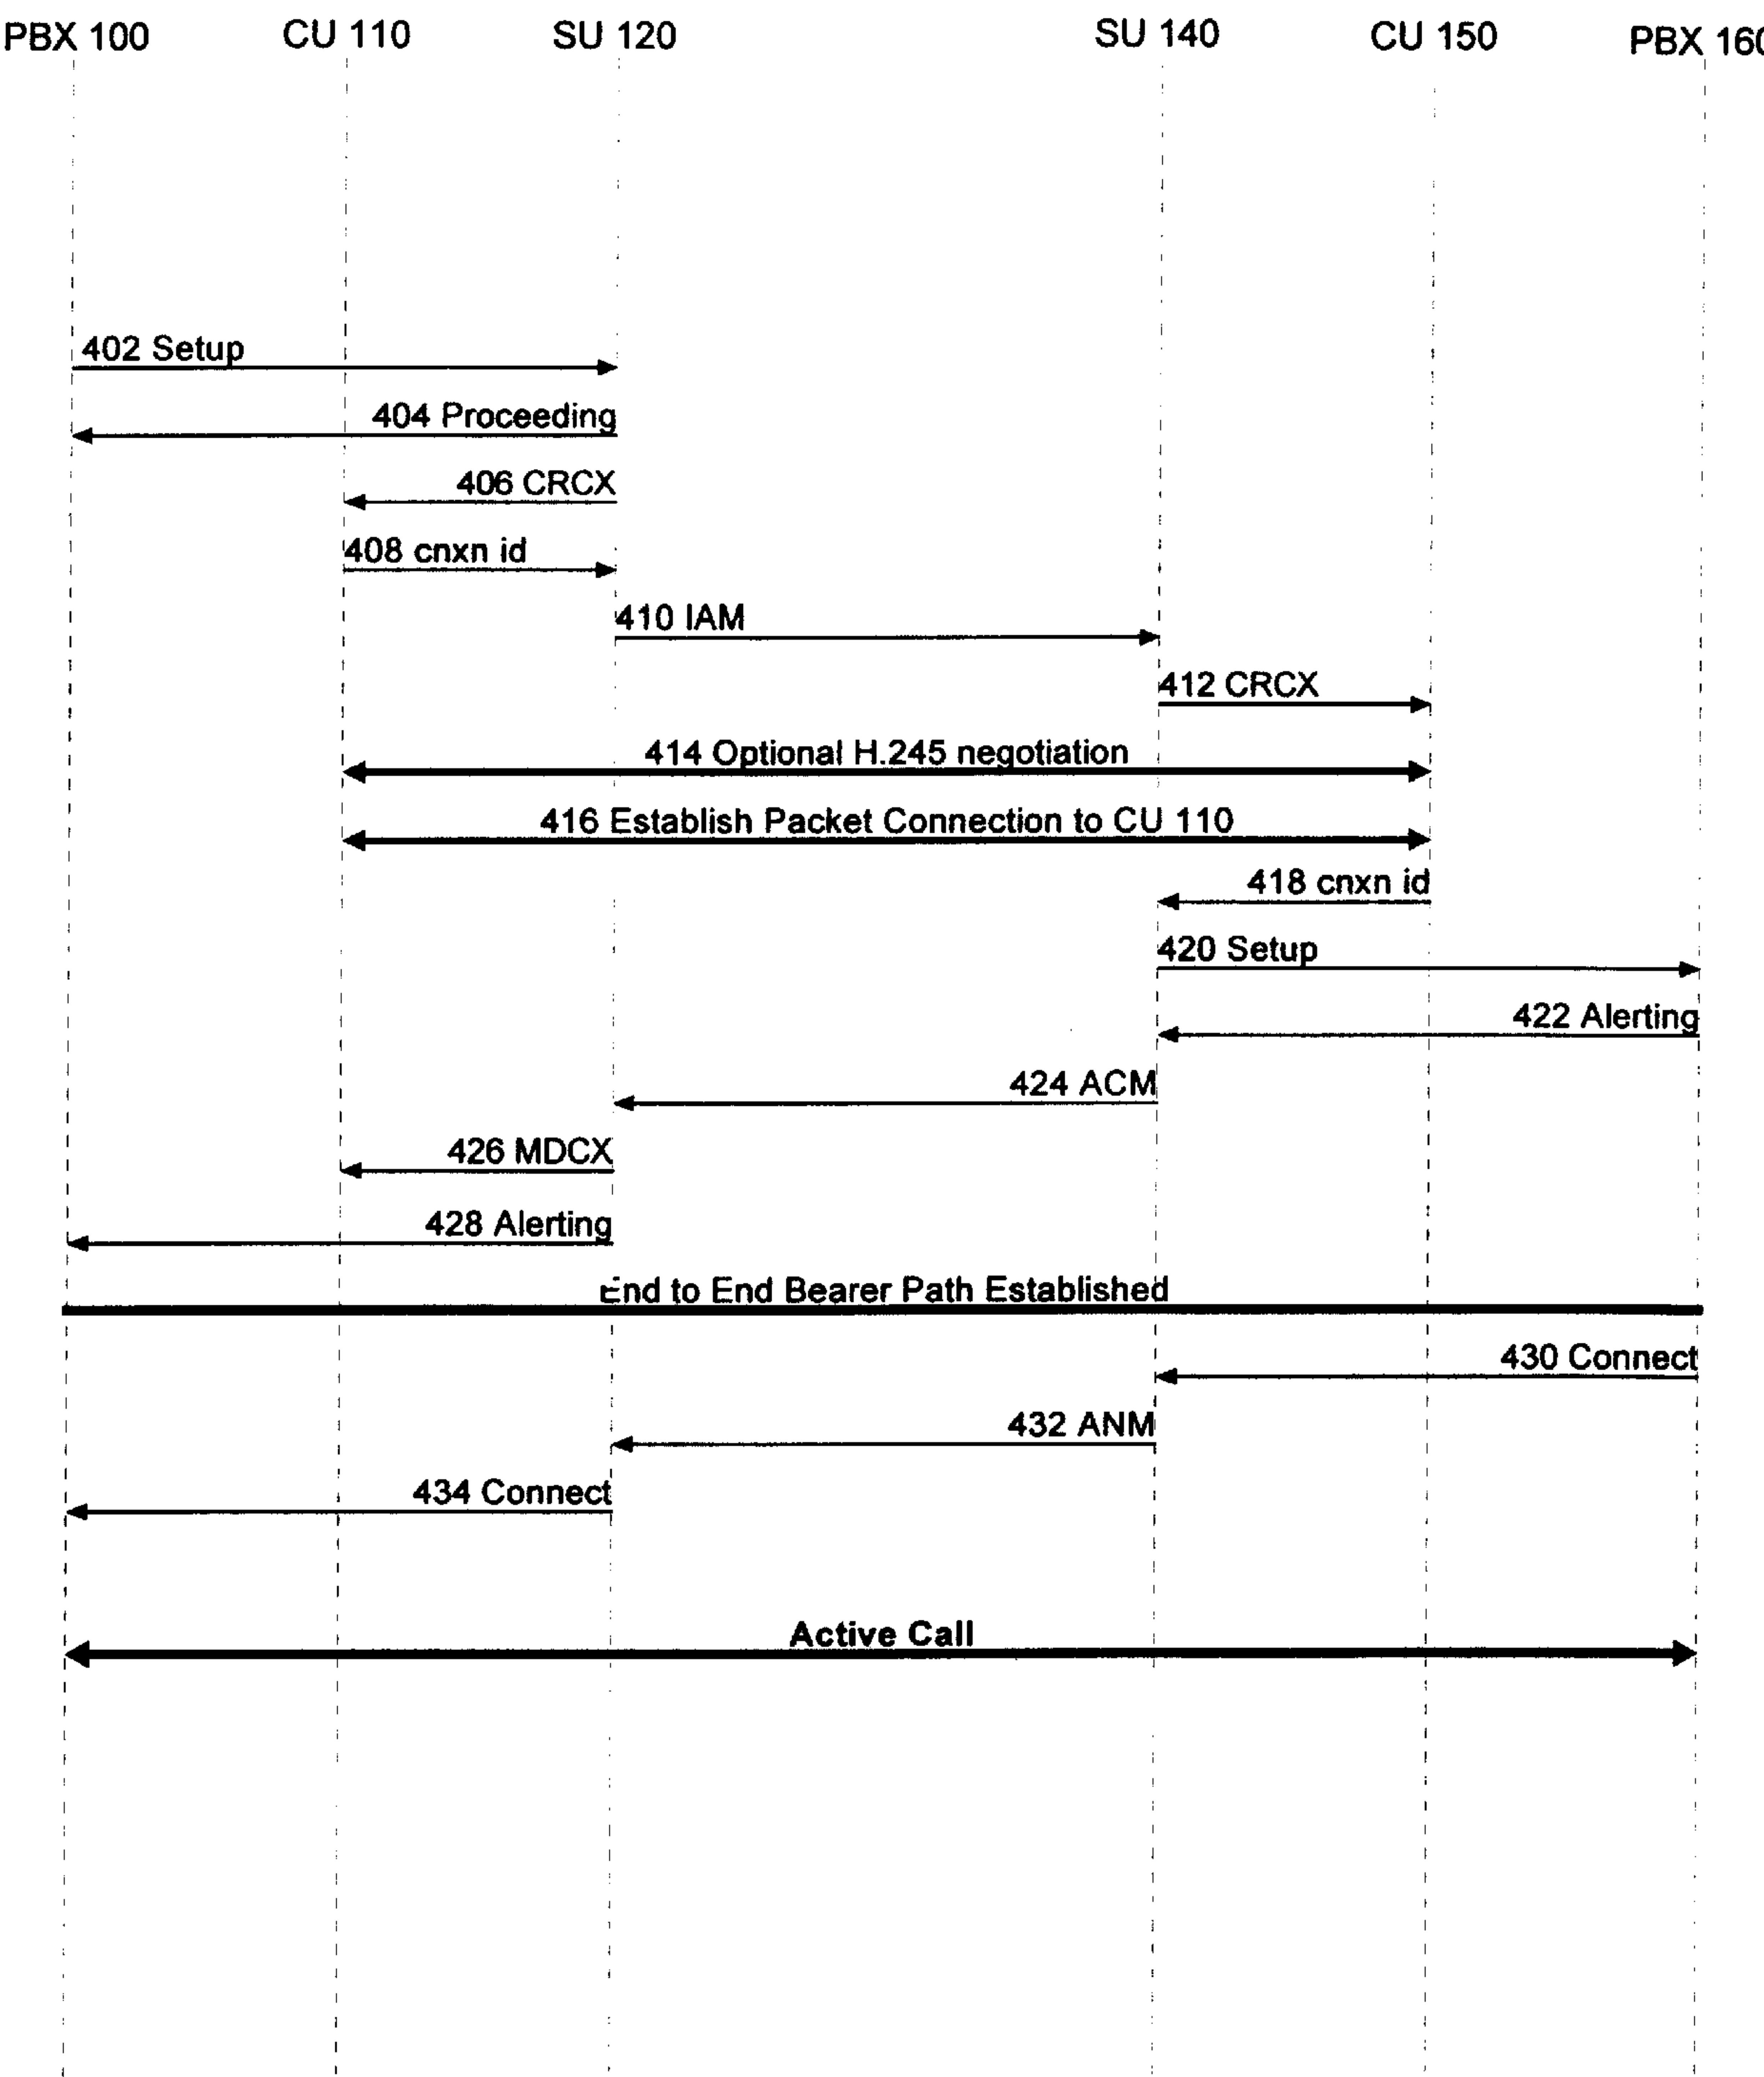 PBX 100 CU 110 SU 120 SU 140 CU 150 PBX 160
402 Setup
404 Proceeding
406 CRCX
408 cnxn id
410 IAM
412 CRCX
414 Optional H.245 negotiation
416 Establish Packet Connection to CU 110
418 cnxn id
420 Setup
422 Alerting
424 ACM
426 MDCX
428 Alerting
End to End Bearer Path Established
430 Connect
432 ANM
434 Connect
Active Call